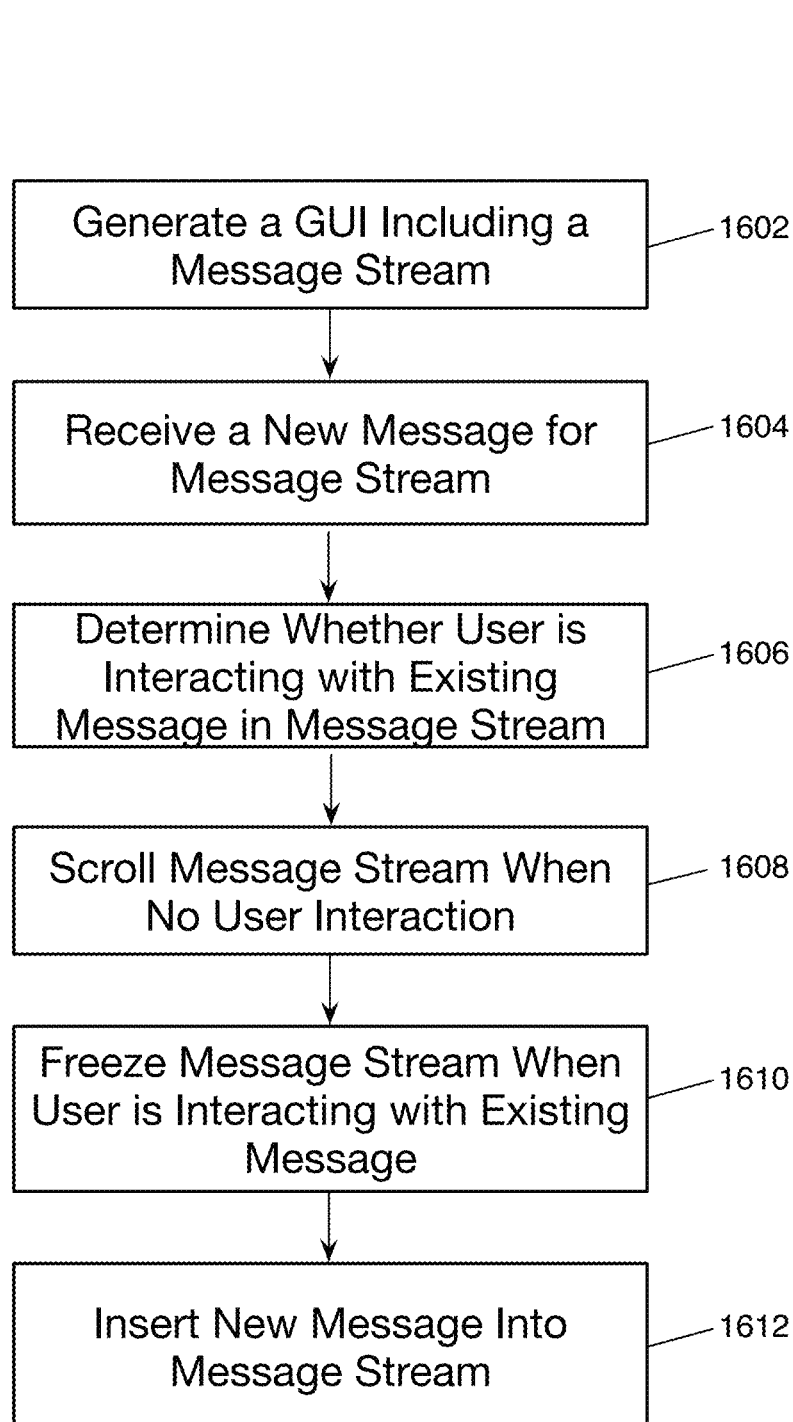 Generate a GUI Including a
Message Stream
1602
Receive a New Message for
Message Stream
1604
Determine Whether User is
Interacting with Existing
Message in Message Stream
1606
Scroll Message Stream When
No User Interaction
1608
Freeze Message Stream When
User is Interacting with Existing
Message
1610
Insert New Message Into
Message Stream
1612